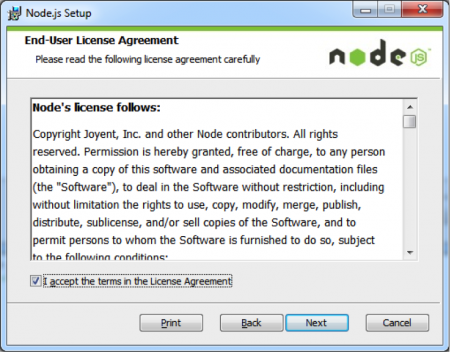 Node.js Setup
End-User License Agreement
Please read the following license agreement carefully
node JS
Node's license follows:
Copyright Joyent, Inc. and other Node contributors. All rights
reserved. Permission is hereby granted, free of charge, to any person
obtaining a copy of this software and associated documentation files
(the "Software"), to deal in the Software without restriction, including
without limitation the rights to use, copy, modify, merge, publish,
distribute, sublicense, and/or sell copies of the Software, and to
permit persons to whom the Software is furnished to do so, subject
to the following conditions:
I accept the terms in the License Agreement
Print Back Next Cancel